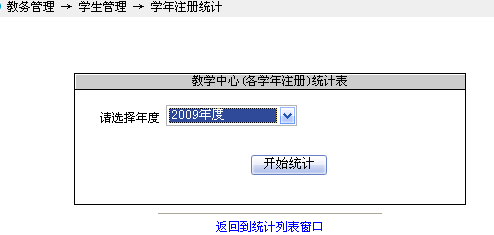 教务管理 → 学生管理 → 学年注册统计
教学中心(各学年注册)统计表
请选择年度 2009年度
开始统计
返回到统计列表窗口